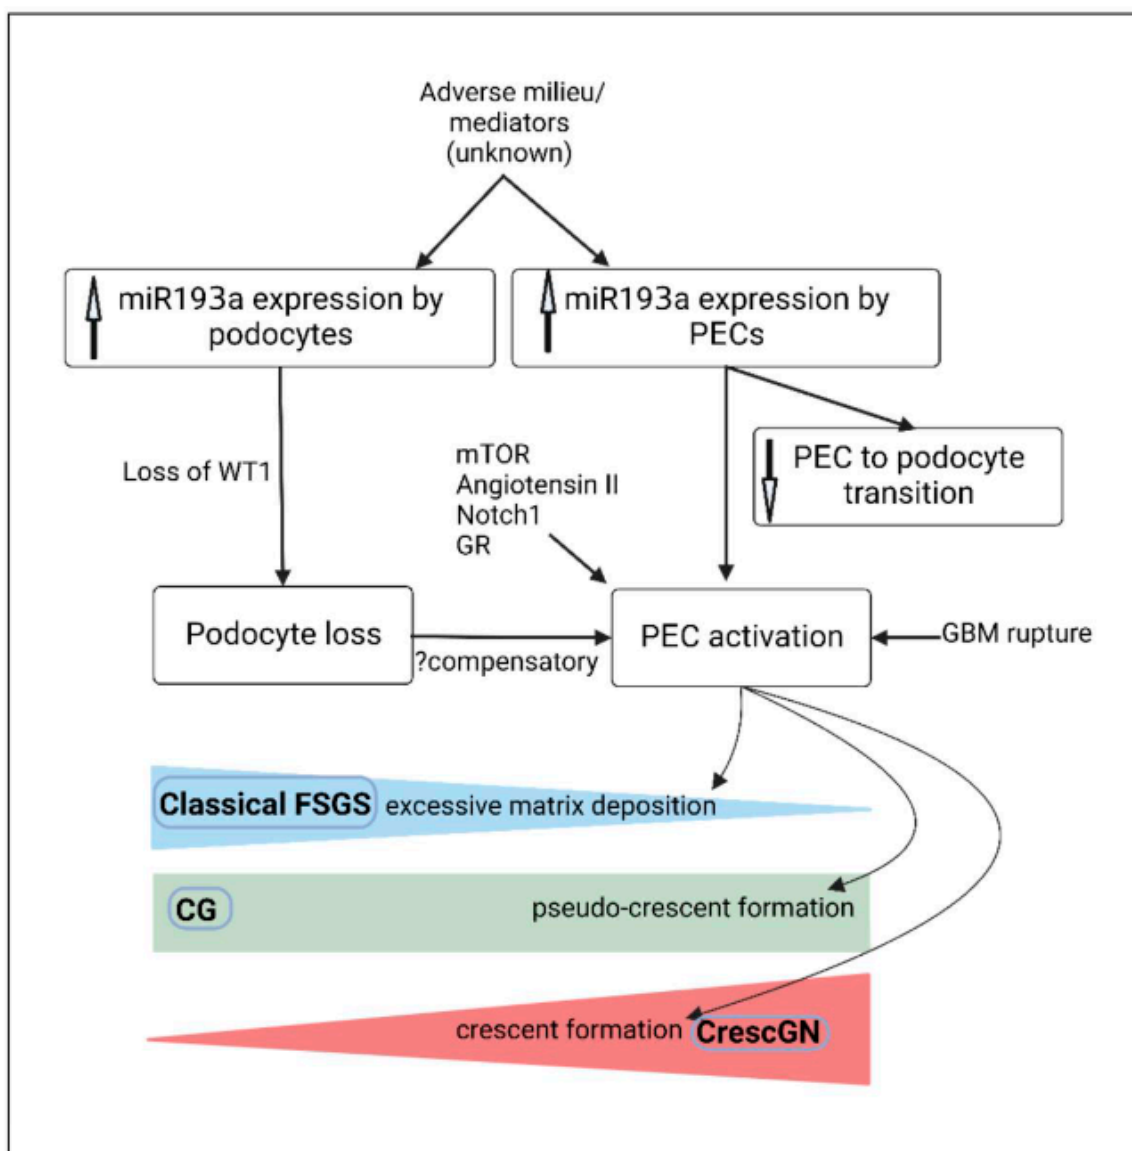 Adverse milieu/
mediators
(unknown)
miR193a expression by
podocytes
miR193a expression by
PECs
Loss of WT1
mTOR
Angiotensin II
Notch1
GR
PEC to podocyte
transition
Podocyte loss
?compensatory
PEC activation
GBM rupture
Classical FSGS excessive matrix deposition
CG pseudo-crescent formation
crescent formation CrescGN